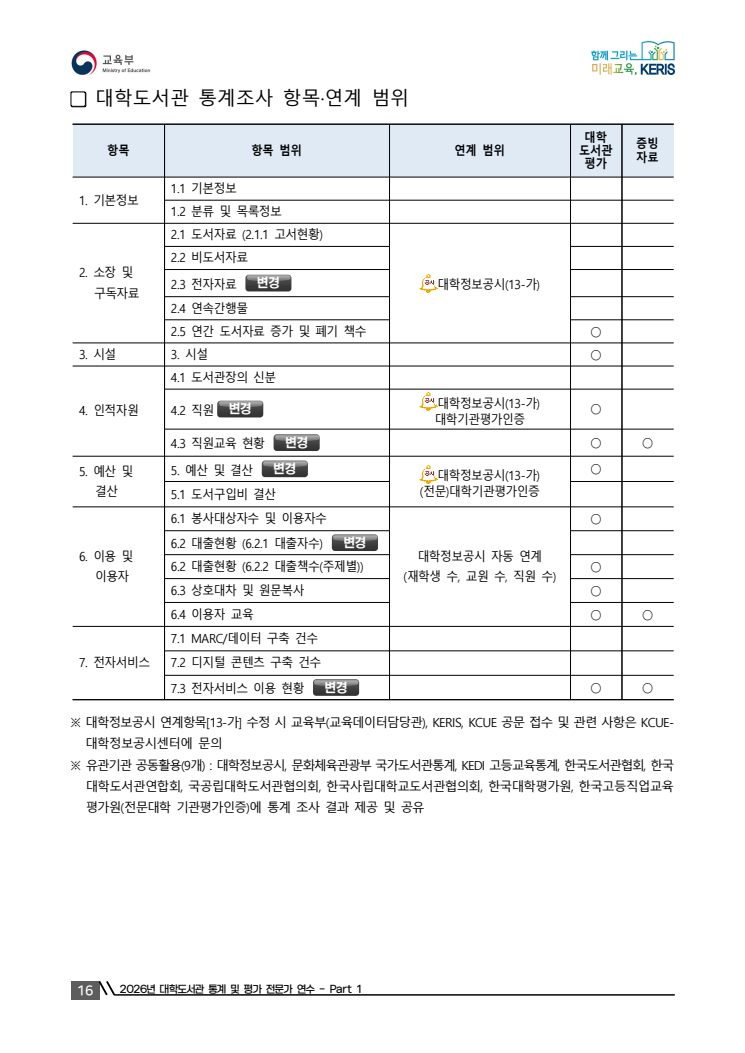 교육부
Ministry of Education
함께 그리는
미래교육, KERIS
□ 대학도서관 통계조사 항목·연계 범위
항목 항목 범위 연계 범위 대학 도서관 평가 증빙 자료
1. 기본정보
1.1 기본정보
1.2 분류 및 목록정보
2. 소장 및 구독자료
2.1 도서자료 (2.1.1 고서현황)
2.2 비도서자료
2.3 전자자료 변경
공시 대학정보공시(13-가)
2.4 연속간행물
2.5 연간 도서자료 증가 및 폐기 책수 ○
3. 시설 3. 시설 ○
4. 인적자원
4.1 도서관장의 신분
4.2 직원 변경 공시 대학정보공시(13-가) 대학기관평가인증 ○
4.3 직원교육 현황 변경 ○ ○
5. 예산 및 결산
5. 예산 및 결산 변경 ○
공시 대학정보공시(13-가)
(전문)대학기관평가인증
5.1 도서구입비 결산
6. 이용 및 이용자
6.1 봉사대상자수 및 이용자수 ○
6.2 대출현황 (6.2.1 대출자수) 변경
대학정보공시 자동 연계
(재학생 수, 교원 수, 직원 수)
6.2 대출현황 (6.2.2 대출책수(주제별)) ○
6.3 상호대차 및 원문복사 ○
6.4 이용자 교육 ○ ○
7. 전자서비스
7.1 MARC/데이터 구축 건수
7.2 디지털 콘텐츠 구축 건수
7.3 전자서비스 이용 현황 변경 ○ ○
※ 대학정보공시 연계항목[13-가] 수정 시 교육부(교육데이터담당관), KERIS, KCUE 공문 접수 및 관련 사항은 KCUE-
대학정보공시센터에 문의
※ 유관기관 공동활용(9개) : 대학정보공시, 문화체육관광부 국가도서관통계, KEDI 고등교육통계, 한국도서관협회, 한국
대학도서관연합회, 국공립대학도서관협의회, 한국사립대학교도서관협의회, 한국대학평가원, 한국고등직업교육
평가원(전문대학 기관평가인증)에 통계 조사 결과 제공 및 공유
16 2026년 대학도서관 통계 및 평가 전문가 연수 - Part 1